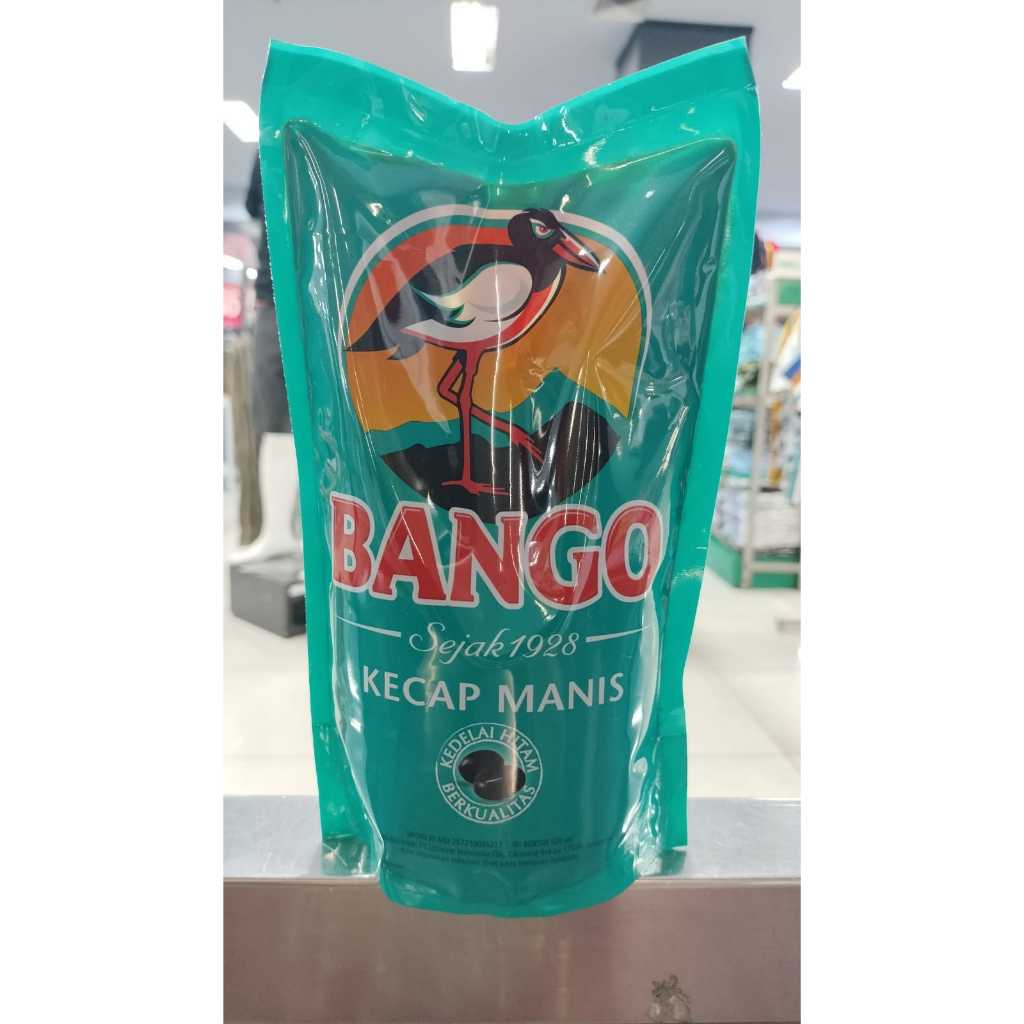 BANGO
Sejak 1928
KECAP MANIS
KEDELAI HITAM
BERKUALITAS